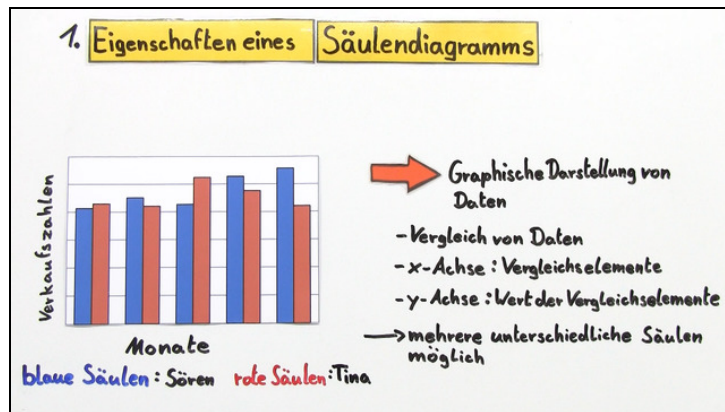 1. Eigenschaften eines Säulendiagramms
Verkaufszahlen
Monate
blaue Säulen: Sören rote Säulen: Tina
Graphische Darstellung von
Daten
- Vergleich von Daten
- x-Achse: Vergleichselemente
- y-Achse: Wert der Vergleichselemente
mehrere unterschiedliche Säulen
möglich